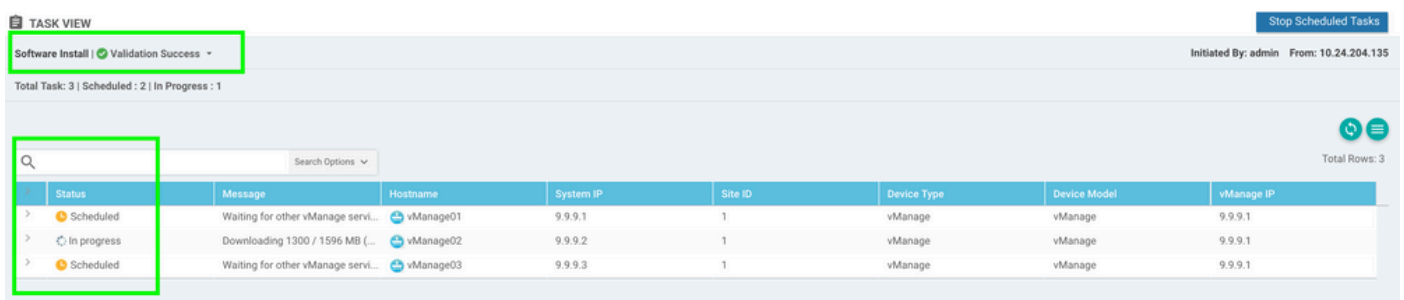 TASK VIEW
Stop Scheduled Tasks
Software Install | Validation Success
Initiated By: admin From: 10.24.204.135
Total Task: 3 | Scheduled : 2 | In Progress : 1
Search Options
Total Rows: 3
Status Message Hostname System IP Site ID Device Type Device Model vManage IP
Scheduled Waiting for other vManage servi... vManage01 9.9.9.1 1 vManage vManage 9.9.9.1
In progress Downloading 1300 / 1596 MB (... vManage02 9.9.9.2 1 vManage vManage 9.9.9.1
Scheduled Waiting for other vManage servi... vManage03 9.9.9.3 1 vManage vManage 9.9.9.1